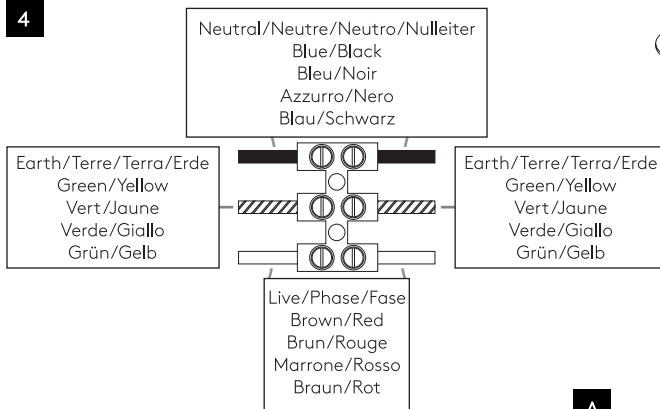 4
Neutral/Neutre/Neutro/Nulleiter
Blue/Black
Bleu/Noir
Azzurro/Nero
Blau/Schwarz
Earth/Terre/Terra/Erde
Green/Yellow
Vert/Jaune
Verde/Giallo
Grün/Gelb
Earth/Terre/Terra/Erde
Green/Yellow
Vert/Jaune
Verde/Giallo
Grün/Gelb
Live/Phase/Fase
Brown/Red
Brun/Rouge
Marrone/Rosso
Braun/Rot
A